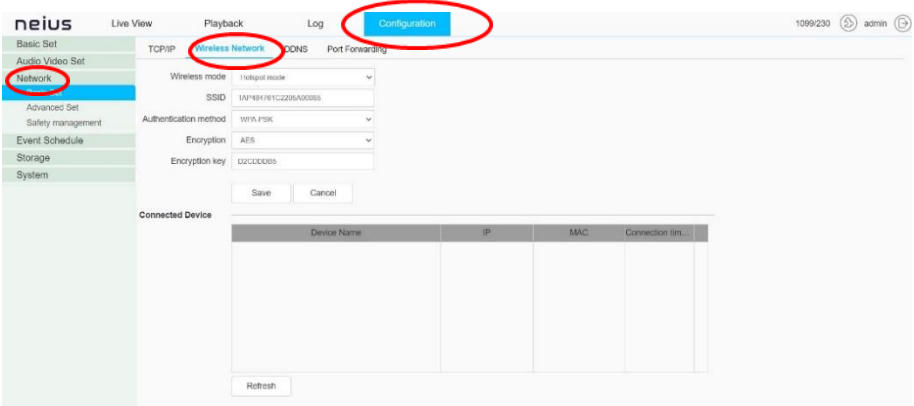 neius Live View Playback Log Configuration 1099/230 admin
Basic Set
Audio Video Set
Network
Advanced Set
Safety management
Event Schedule
Storage
System
TCP/IP Wireless Network DDNS Port Forwarding
Wireless mode Hotspot mode
SSID
Authentication method WPA-PSK
Encryption AES
Encryption key
Save Cancel
Connected Device
Device Name IP MAC Connection tim...
Refresh